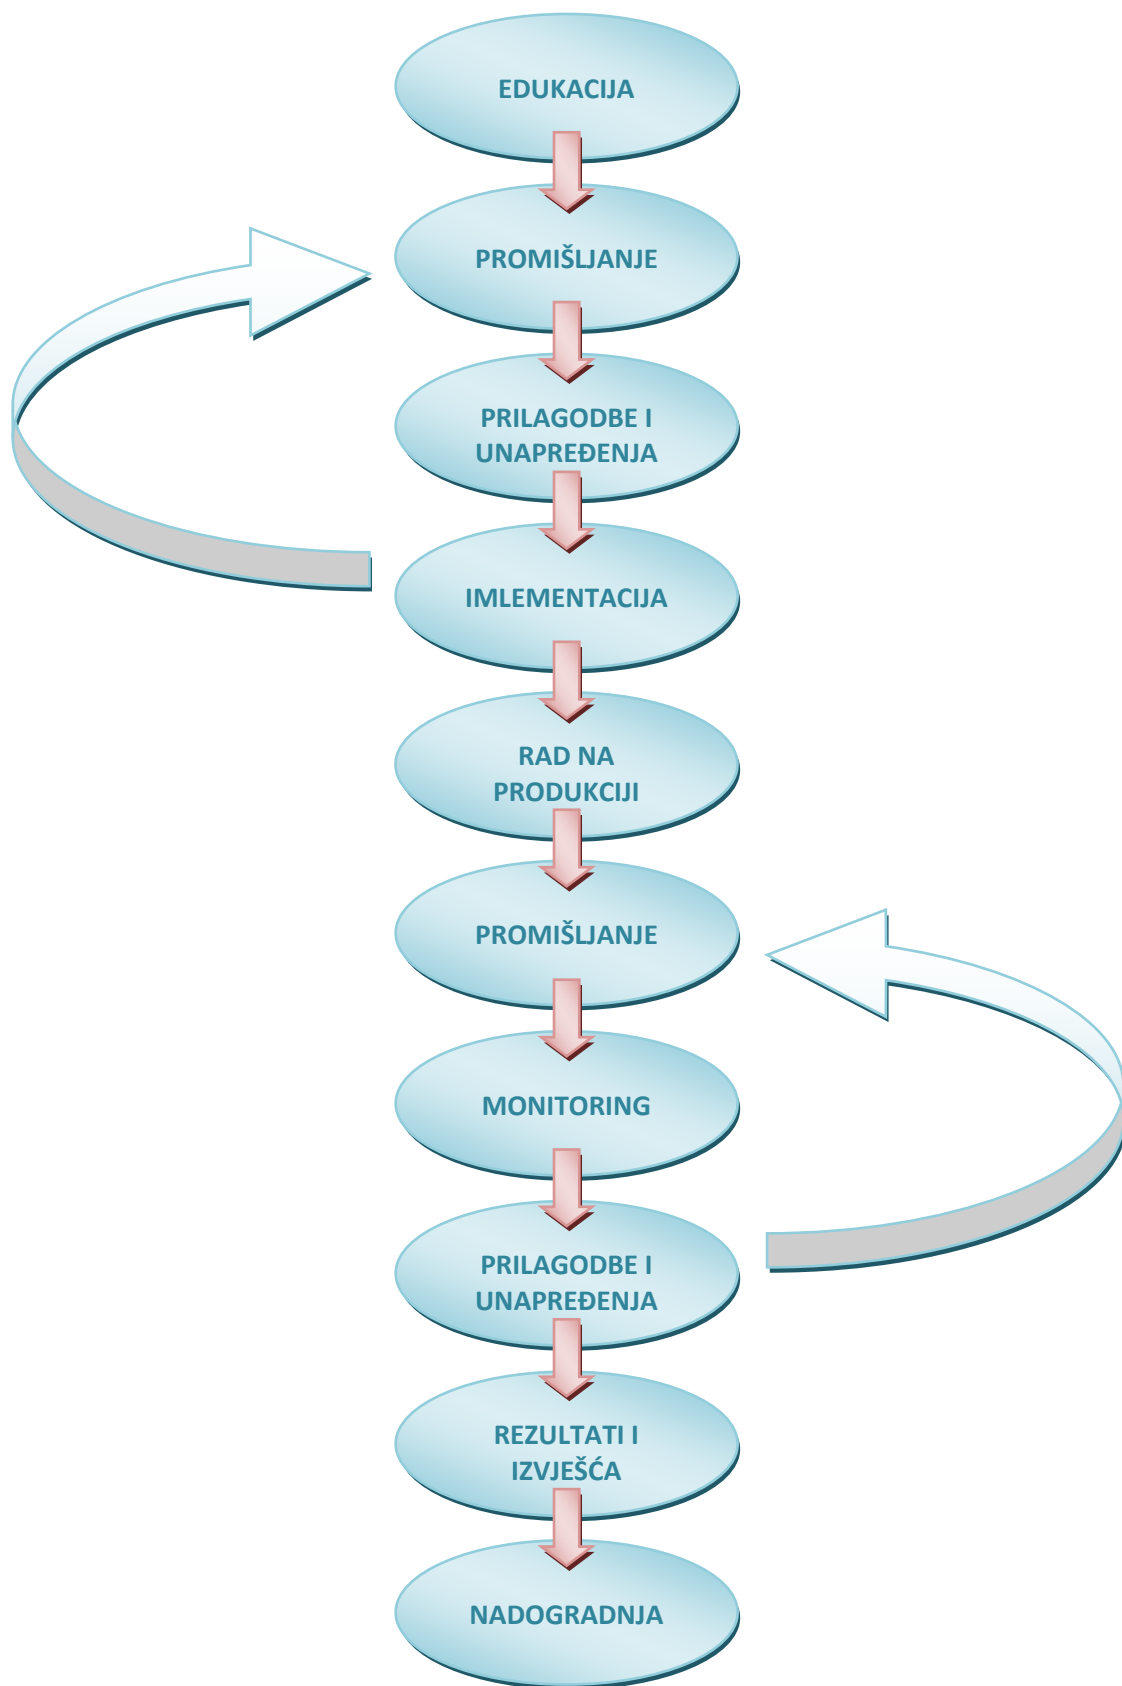 EDUKACIJA
PROMIŠLJANJE
PRILAGODBE I
UNAPREĐENJA
IMLEMENTACIJA
RAD NA
PRODUKCIJI
PROMIŠLJANJE
MONITORING
PRILAGODBE I
UNAPREĐENJA
REZULTATI I
IZVJEŠĆA
NADOGRADNJA